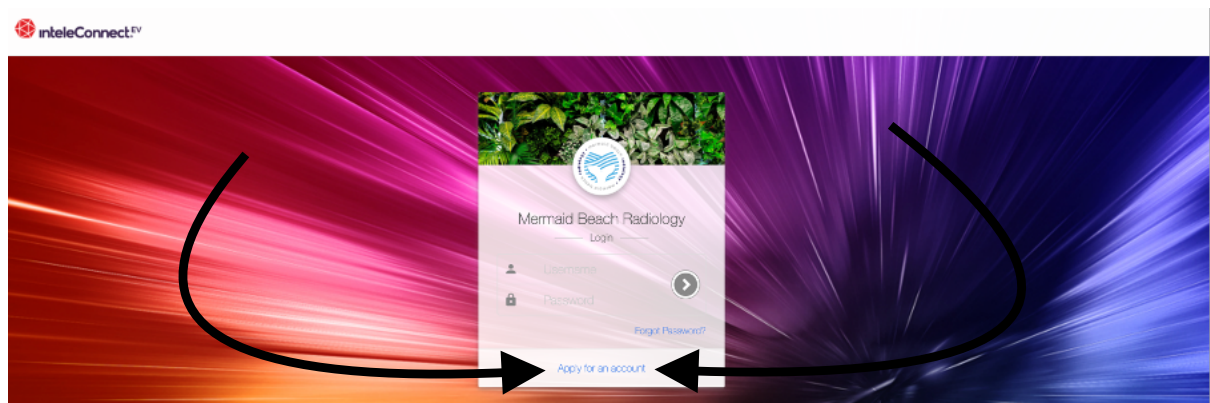 inteleConnect.EV
Mermaid Beach Radiology
Login
Username
Password
Forgot Password?
Apply for an account